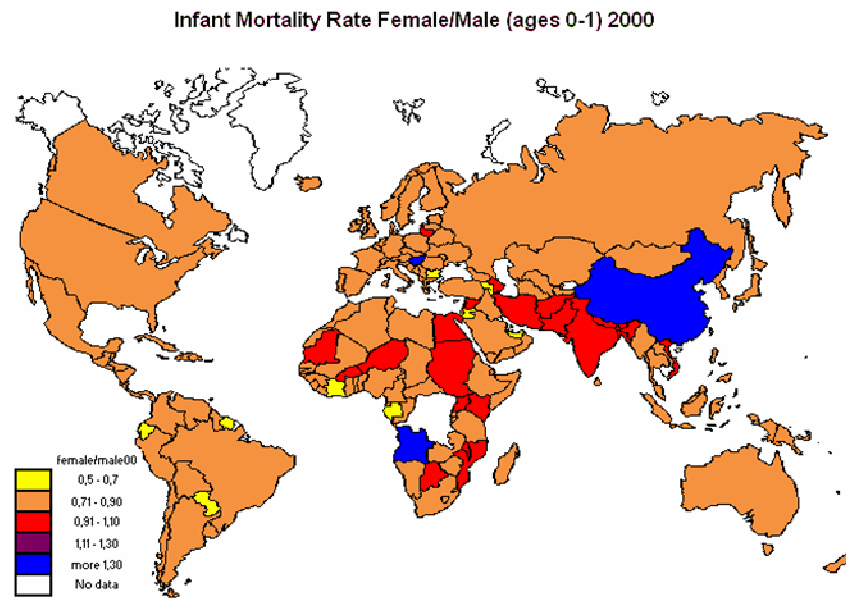 Infant Mortality Rate Female/Male (ages 0-1) 2000
female/male00
0,5 - 0,7
0,71 - 0,90
0,91 - 1,10
1,11 - 1,30
more 1,30
No data